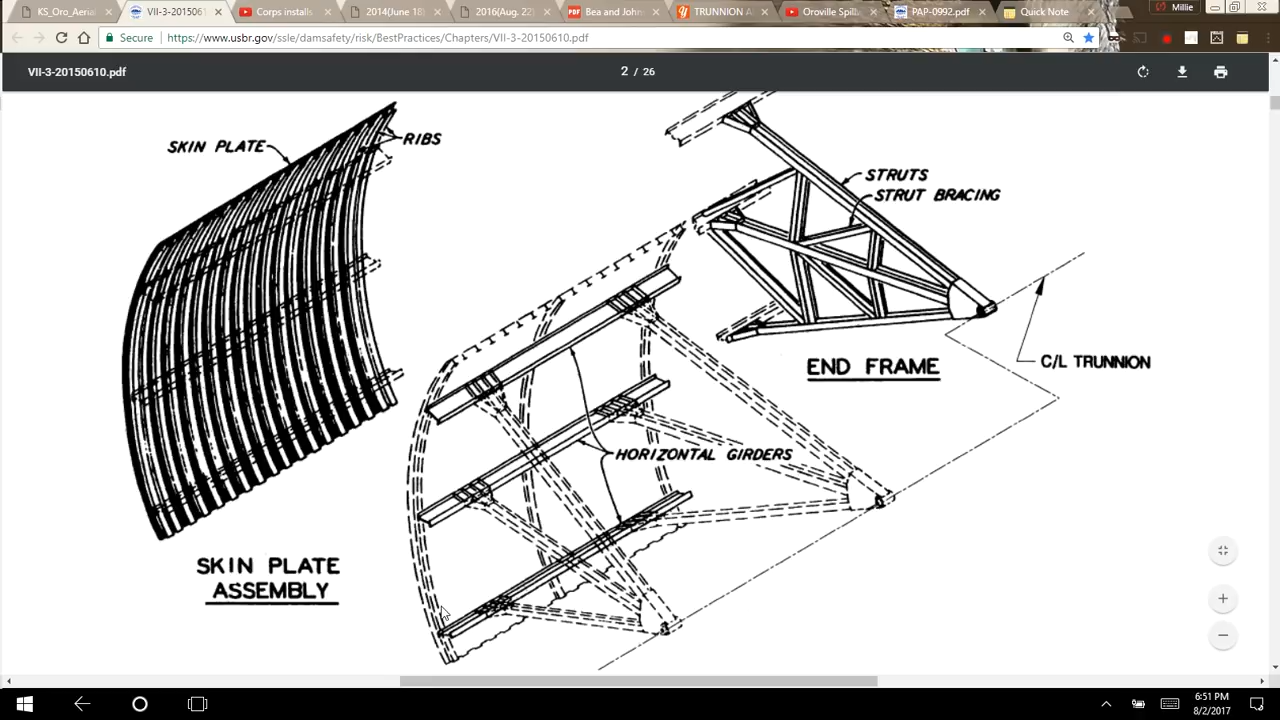 KS_Oro_Aerial
VII-3-2015061
Corps installs
2014(June 18)
2016(Aug. 22)
PDF Bea and John
TRUNNION A
Oroville Spill
PAP-0992.pdf
Quick Note
Millie
Secure
https://www.usbr.gov/ssle/damsafety/risk/BestPractices/Chapters/VII-3-20150610.pdf
VII-3-20150610.pdf
2 / 26
SKIN PLATE
RIBS
STRUTS
STRUT BRACING
END FRAME
C/L TRUNNION
HORIZONTAL GIRDERS
SKIN PLATE
ASSEMBLY
6:51 PM
8/2/2017